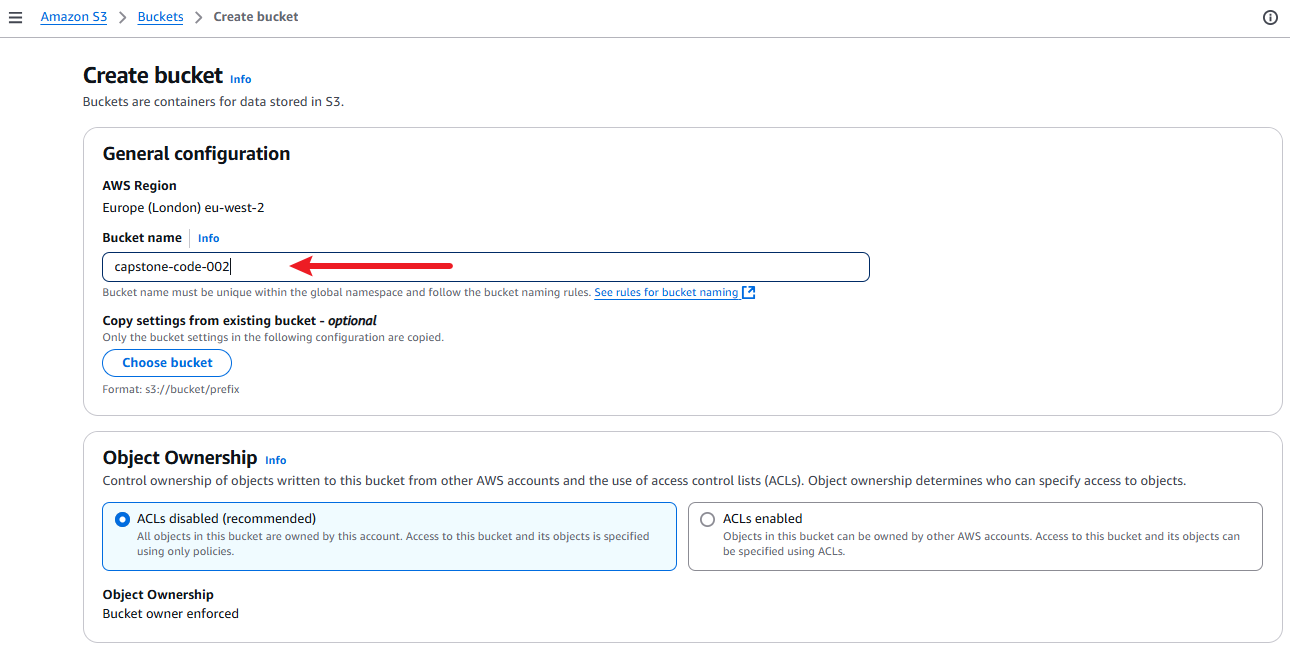 Amazon S3 > Buckets > Create bucket
Create bucket Info
Buckets are containers for data stored in S3.
General configuration
AWS Region
Europe (London) eu-west-2
Bucket name Info
capstone-code-002
Bucket name must be unique within the global namespace and follow the bucket naming rules. See rules for bucket naming
Copy settings from existing bucket - optional
Only the bucket settings in the following configuration are copied.
Choose bucket
Format: s3://bucket/prefix
Object Ownership Info
Control ownership of objects written to this bucket from other AWS accounts and the use of access control lists (ACLs). Object ownership determines who can specify access to objects.
ACLs disabled (recommended)
All objects in this bucket are owned by this account. Access to this bucket and its objects is specified
using only policies.
ACLs enabled
Objects in this bucket can be owned by other AWS accounts. Access to this bucket and its objects can
be specified using ACLs.
Object Ownership
Bucket owner enforced